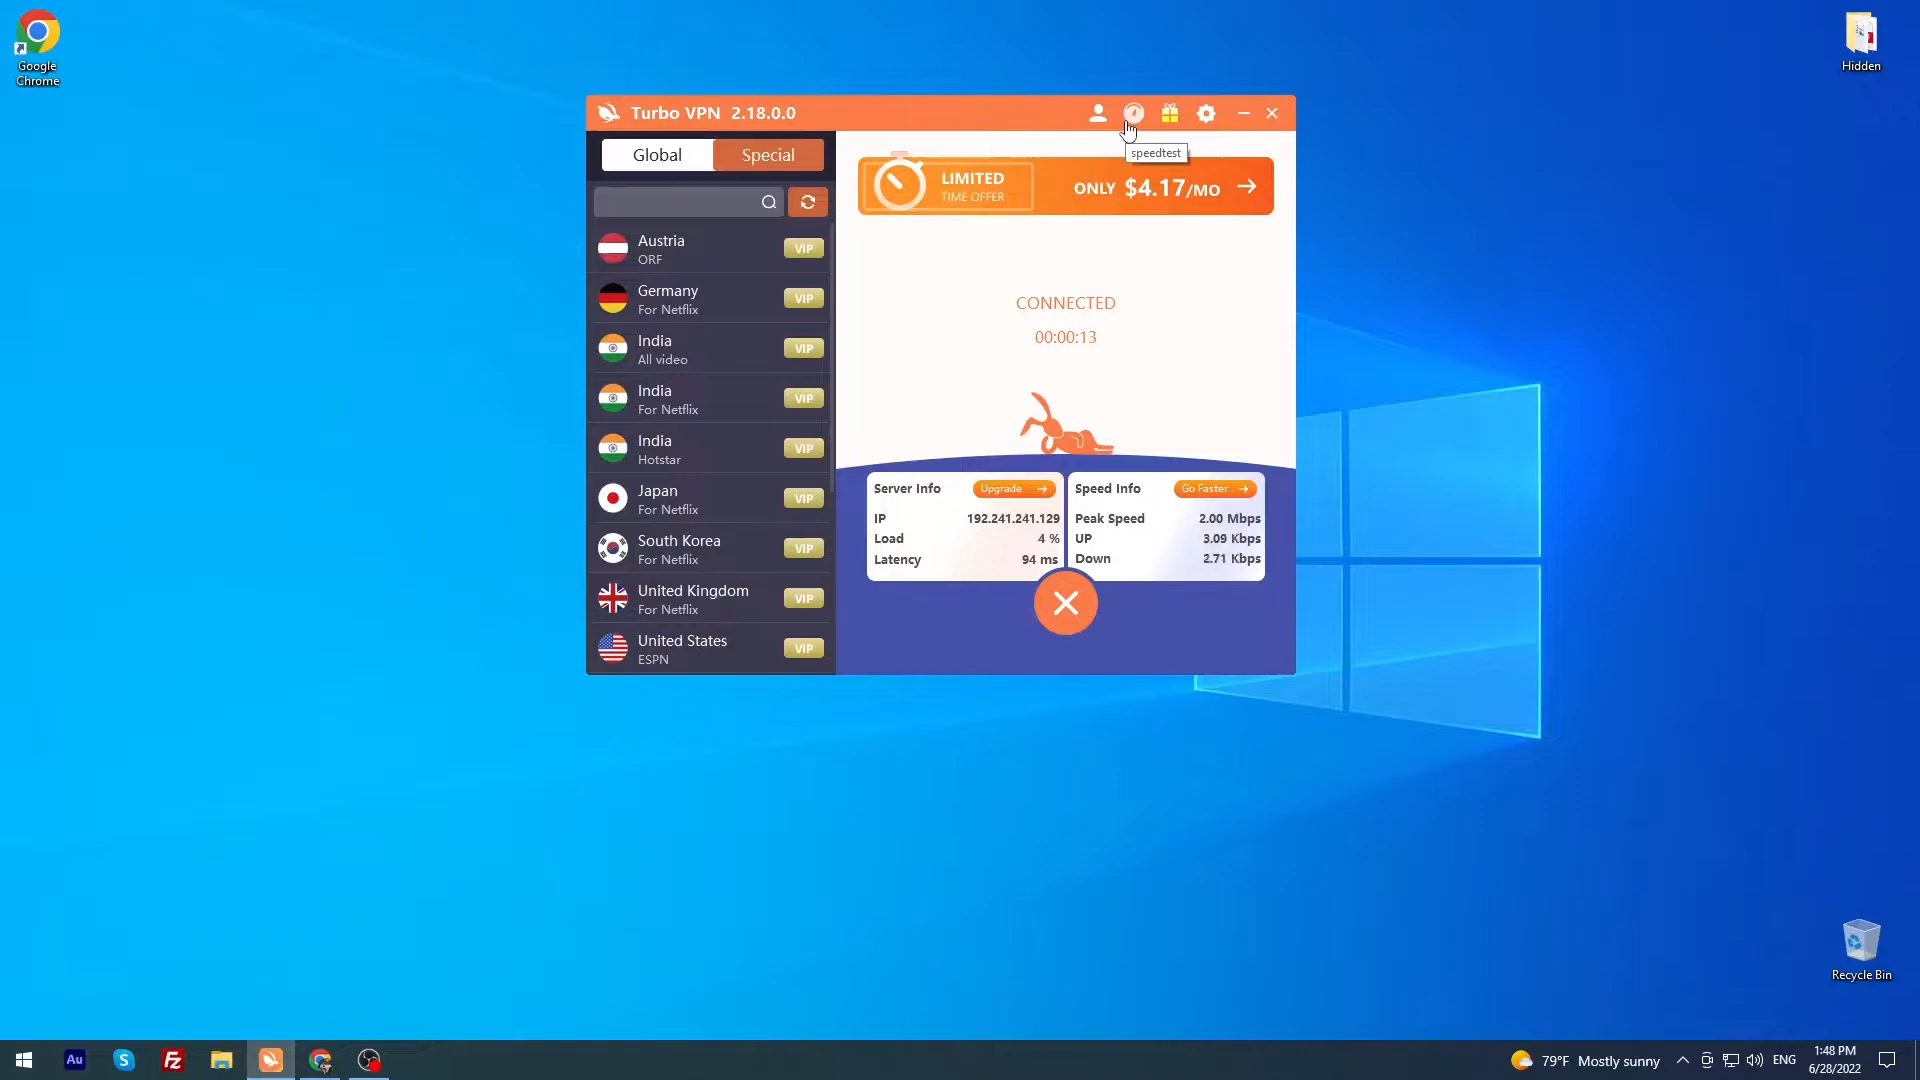 Google
Chrome
Hidden
Turbo VPN 2.18.0.0
speedtest
Global
Special
LIMITED
TIME OFFER
ONLY $4.17/MO
Austria
ORF
VIP
Germany
For Netflix
VIP
India
All video
VIP
India
For Netflix
VIP
India
Hotstar
VIP
Japan
For Netflix
VIP
South Korea
For Netflix
VIP
United Kingdom
For Netflix
VIP
United States
ESPN
VIP
CONNECTED
00:00:13
Server Info
Upgrade
IP 192.241.241.129
Load 4 %
Latency 94 ms
Speed Info
Go Faster
Peak Speed 2.00 Mbps
UP 3.09 Kbps
Down 2.71 Kbps
Recycle Bin
Au
S
Fz
79°F Mostly sunny
ENG
1:48 PM
6/28/2022